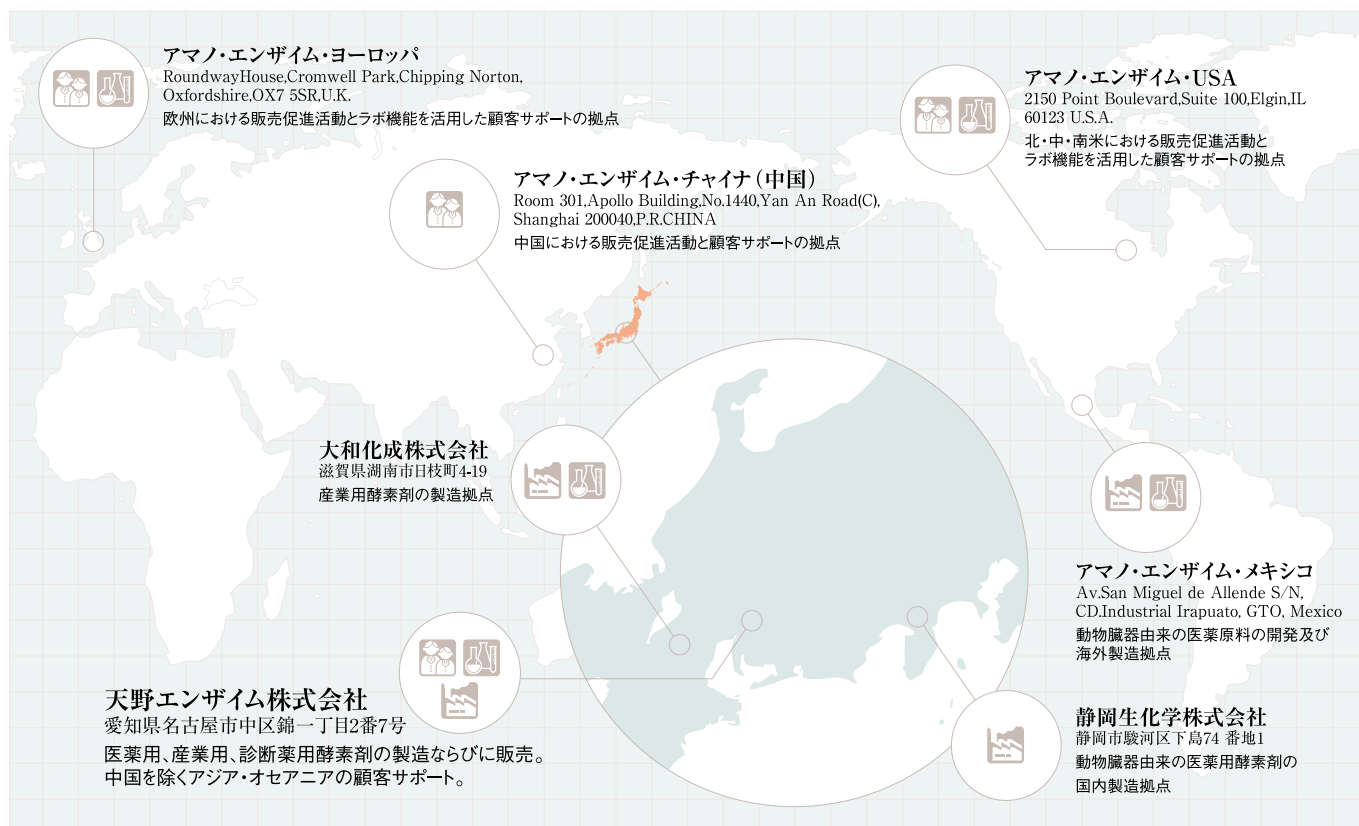 アマノ・エンザイム・ヨーロッパ
RoundwayHouse,Cromwell Park,Chipping Norton,
Oxfordshire,OX7 5SR,U.K.
欧州における販売促進活動とラボ機能を活用した顧客サポートの拠点
アマノ・エンザイム・USA
2150 Point Boulevard,Suite 100,Elgin,IL
60123 U.S.A.
北・中・南米における販売促進活動と
ラボ機能を活用した顧客サポートの拠点
アマノ・エンザイム・チャイナ(中国)
Room 301,Apollo Building,No.1440,Yan An Road(C),
Shanghai 200040,P.R.CHINA
中国における販売促進活動と顧客サポートの拠点
大和化成株式会社
滋賀県湖南市日枝町4-19
産業用酵素剤の製造拠点
アマノ・エンザイム・メキシコ
Av.San Miguel de Allende S/N,
CD.Industrial Irapuato, GTO, Mexico
動物臓器由来の医薬原料の開発及び
海外製造拠点
天野エンザイム株式会社
愛知県名古屋市中区錦一丁目2番7号
医薬用、産業用、診断薬用酵素剤の製造ならびに販売。
中国を除くアジア・オセアニアの顧客サポート。
静岡生化学株式会社
静岡市駿河区下島74 番地1
動物臓器由来の医薬用酵素剤の
国内製造拠点